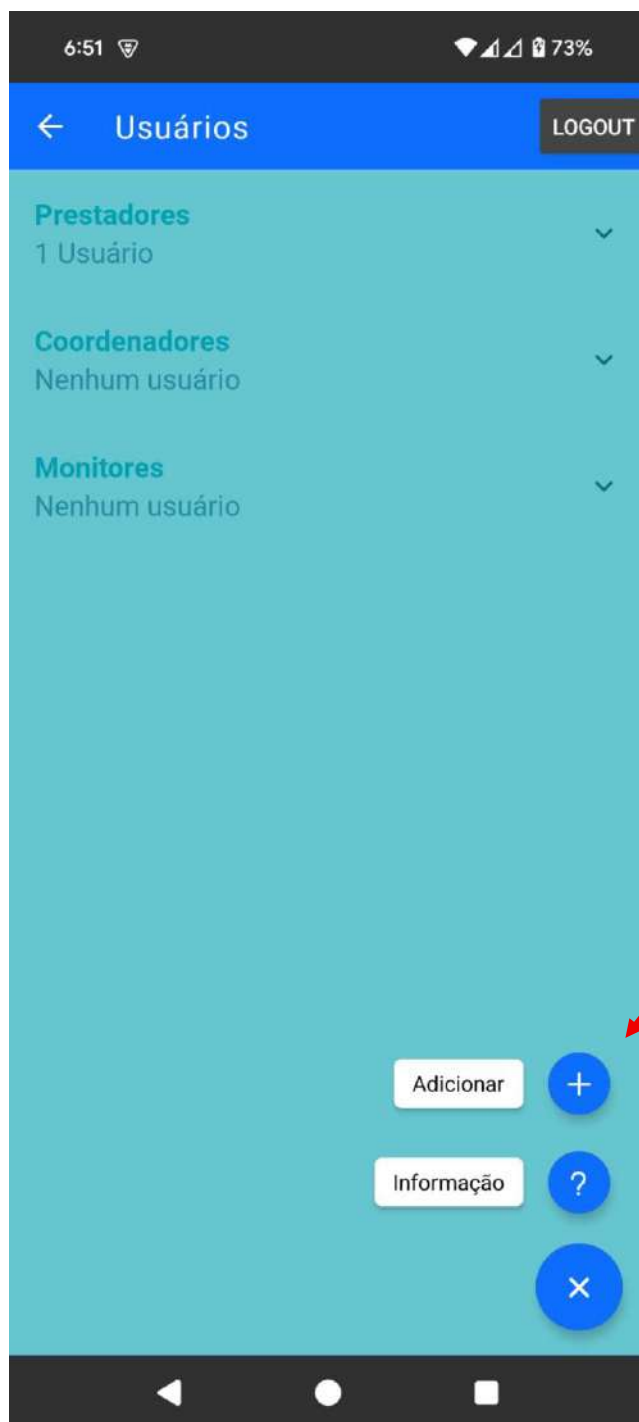 6:51
73%
Usuários
LOGOUT
Prestadores
1 Usuário
Coordenadores
Nenhum usuário
Monitores
Nenhum usuário
Adicionar
+
Informação
?